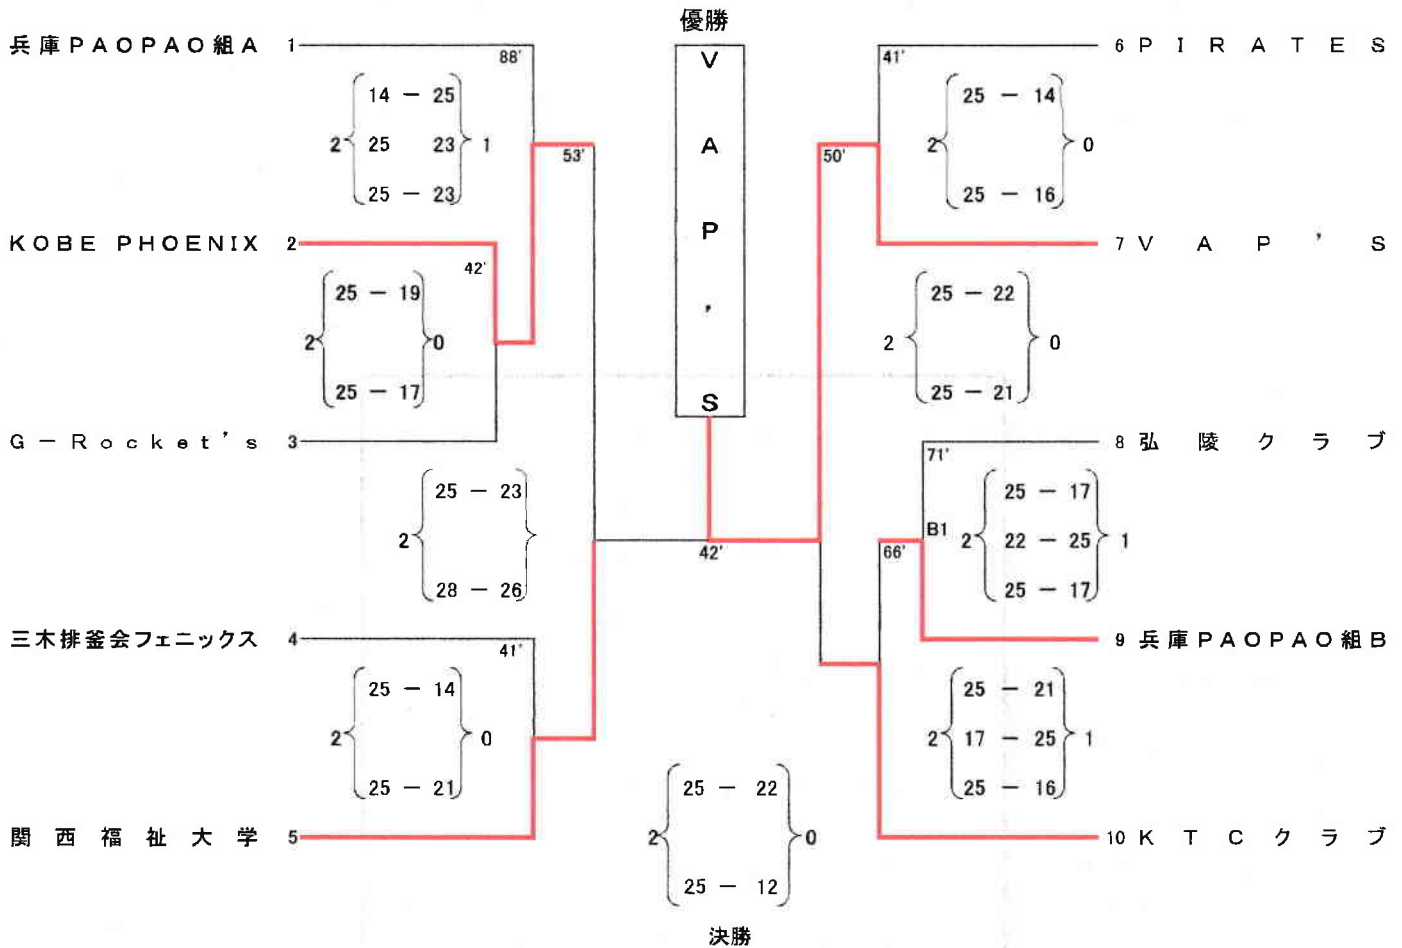 優勝
兵庫PAOPAO組A 1
88'
14 － 25
2 25 23 1
25 － 23
53'
KOBE PHOENIX 2
42'
25 － 19
2 0
25 － 17
G－Rocket's 3
25 － 23
2
28 － 26
三木排釜会フェニックス 4
41'
25 － 14
2 0
25 － 21
関西福祉大学 5
VAP'S
42'
25 － 22
2 0
25 － 12
決勝
6 PIRATES
41'
25 － 14
2 0
25 － 16
50'
7 VAP'S
25 － 22
2 0
25 － 21
8 弘陵クラブ
71'
25 － 17
B1
2 22 － 25 1
25 － 17
66'
9 兵庫PAOPAO組B
25 － 21
2 17 － 25 1
25 － 16
10 KTCクラブ